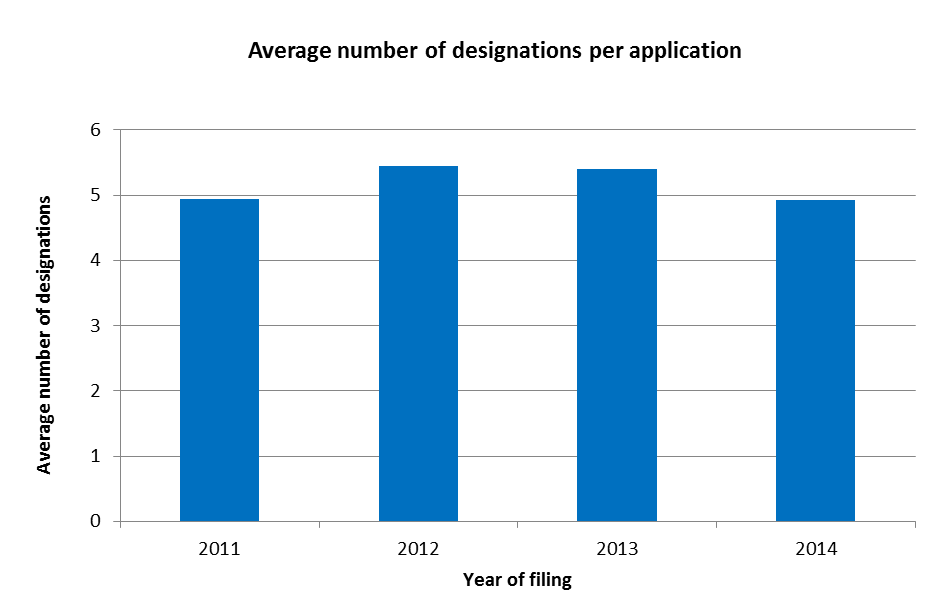 Average number of designations per application
6
5
4
3
2
1
0
Average number of designations
2011 2012 2013 2014
Year of filing